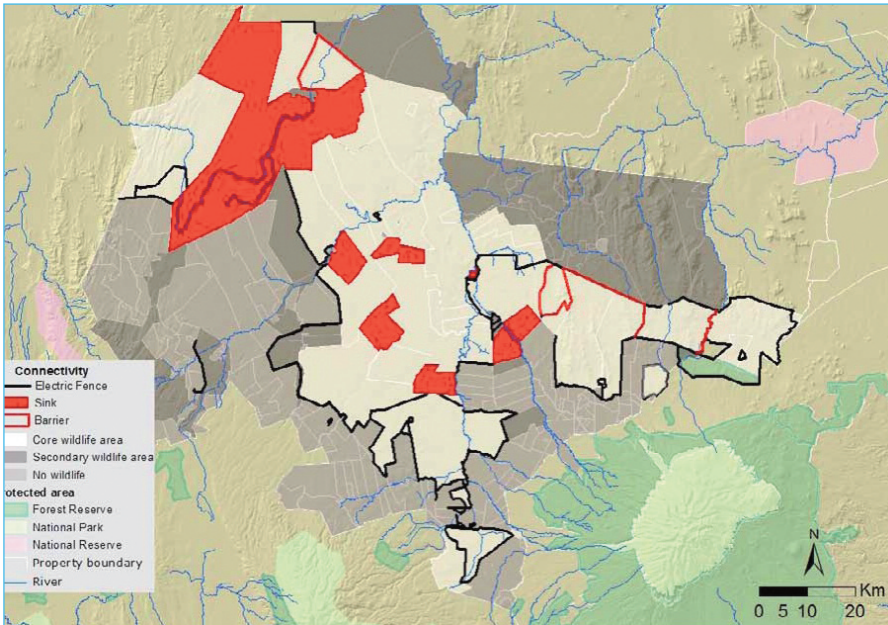 Connectivity
Electric Fence
Sink
Barrier
Core wildlife area
Secondary wildlife area
No wildlife
otected area
Forest Reserve
National Park
National Reserve
Property boundary
River
N
Km
0 5 10 20